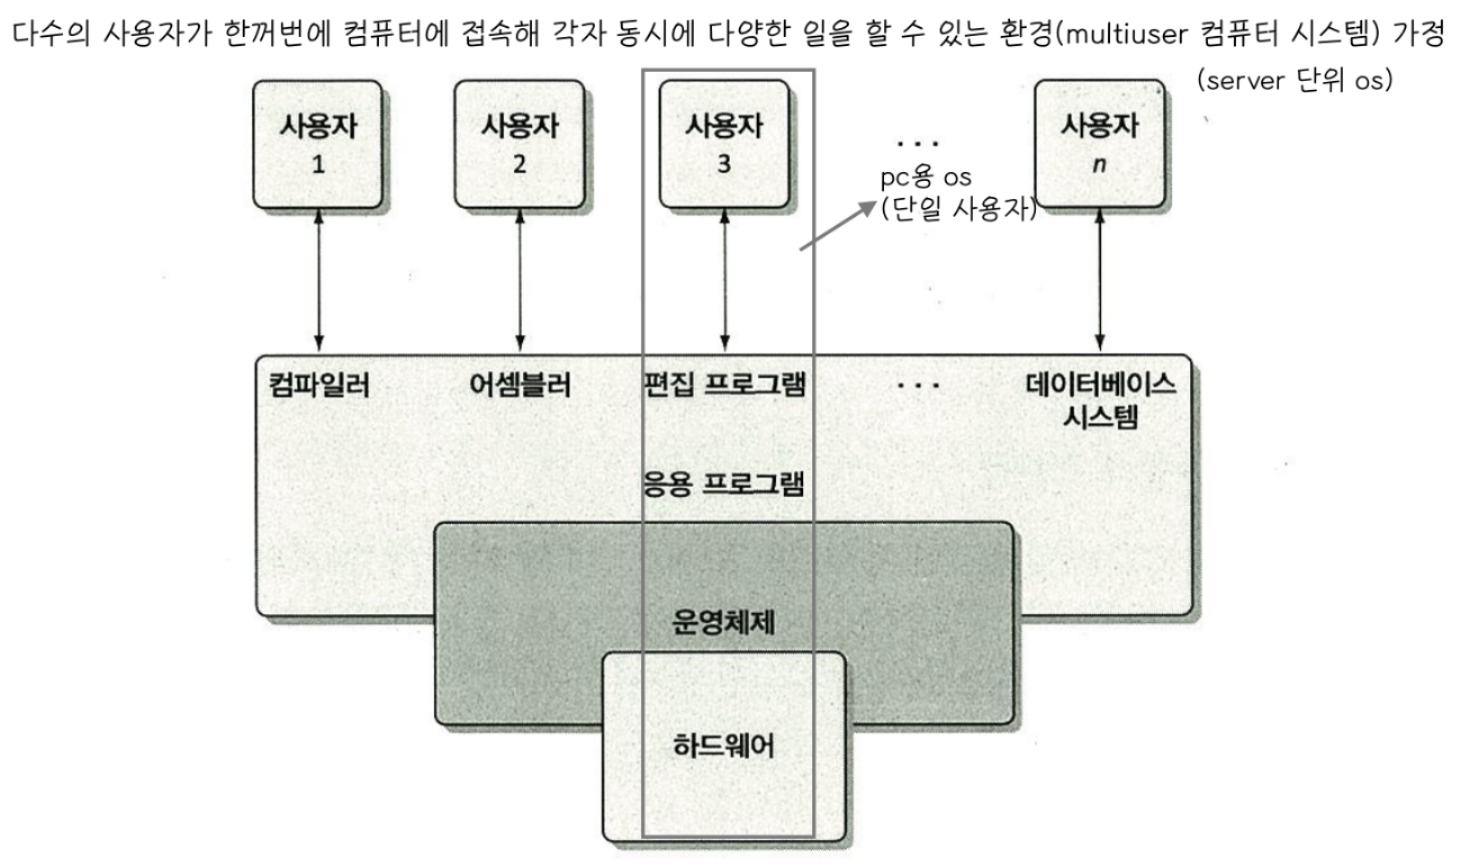 다수의 사용자가 한꺼번에 컴퓨터에 접속해 각자 동시에 다양한 일을 할 수 있는 환경(multiuser 컴퓨터 시스템) 가정
(server 단위 os)
사용자
1
사용자
2
사용자
3
...
사용자
n
pc용 os
(단일 사용자)
컴파일러
어셈블러
편집 프로그램
...
데이터베이스
시스템
응용 프로그램
운영체제
하드웨어